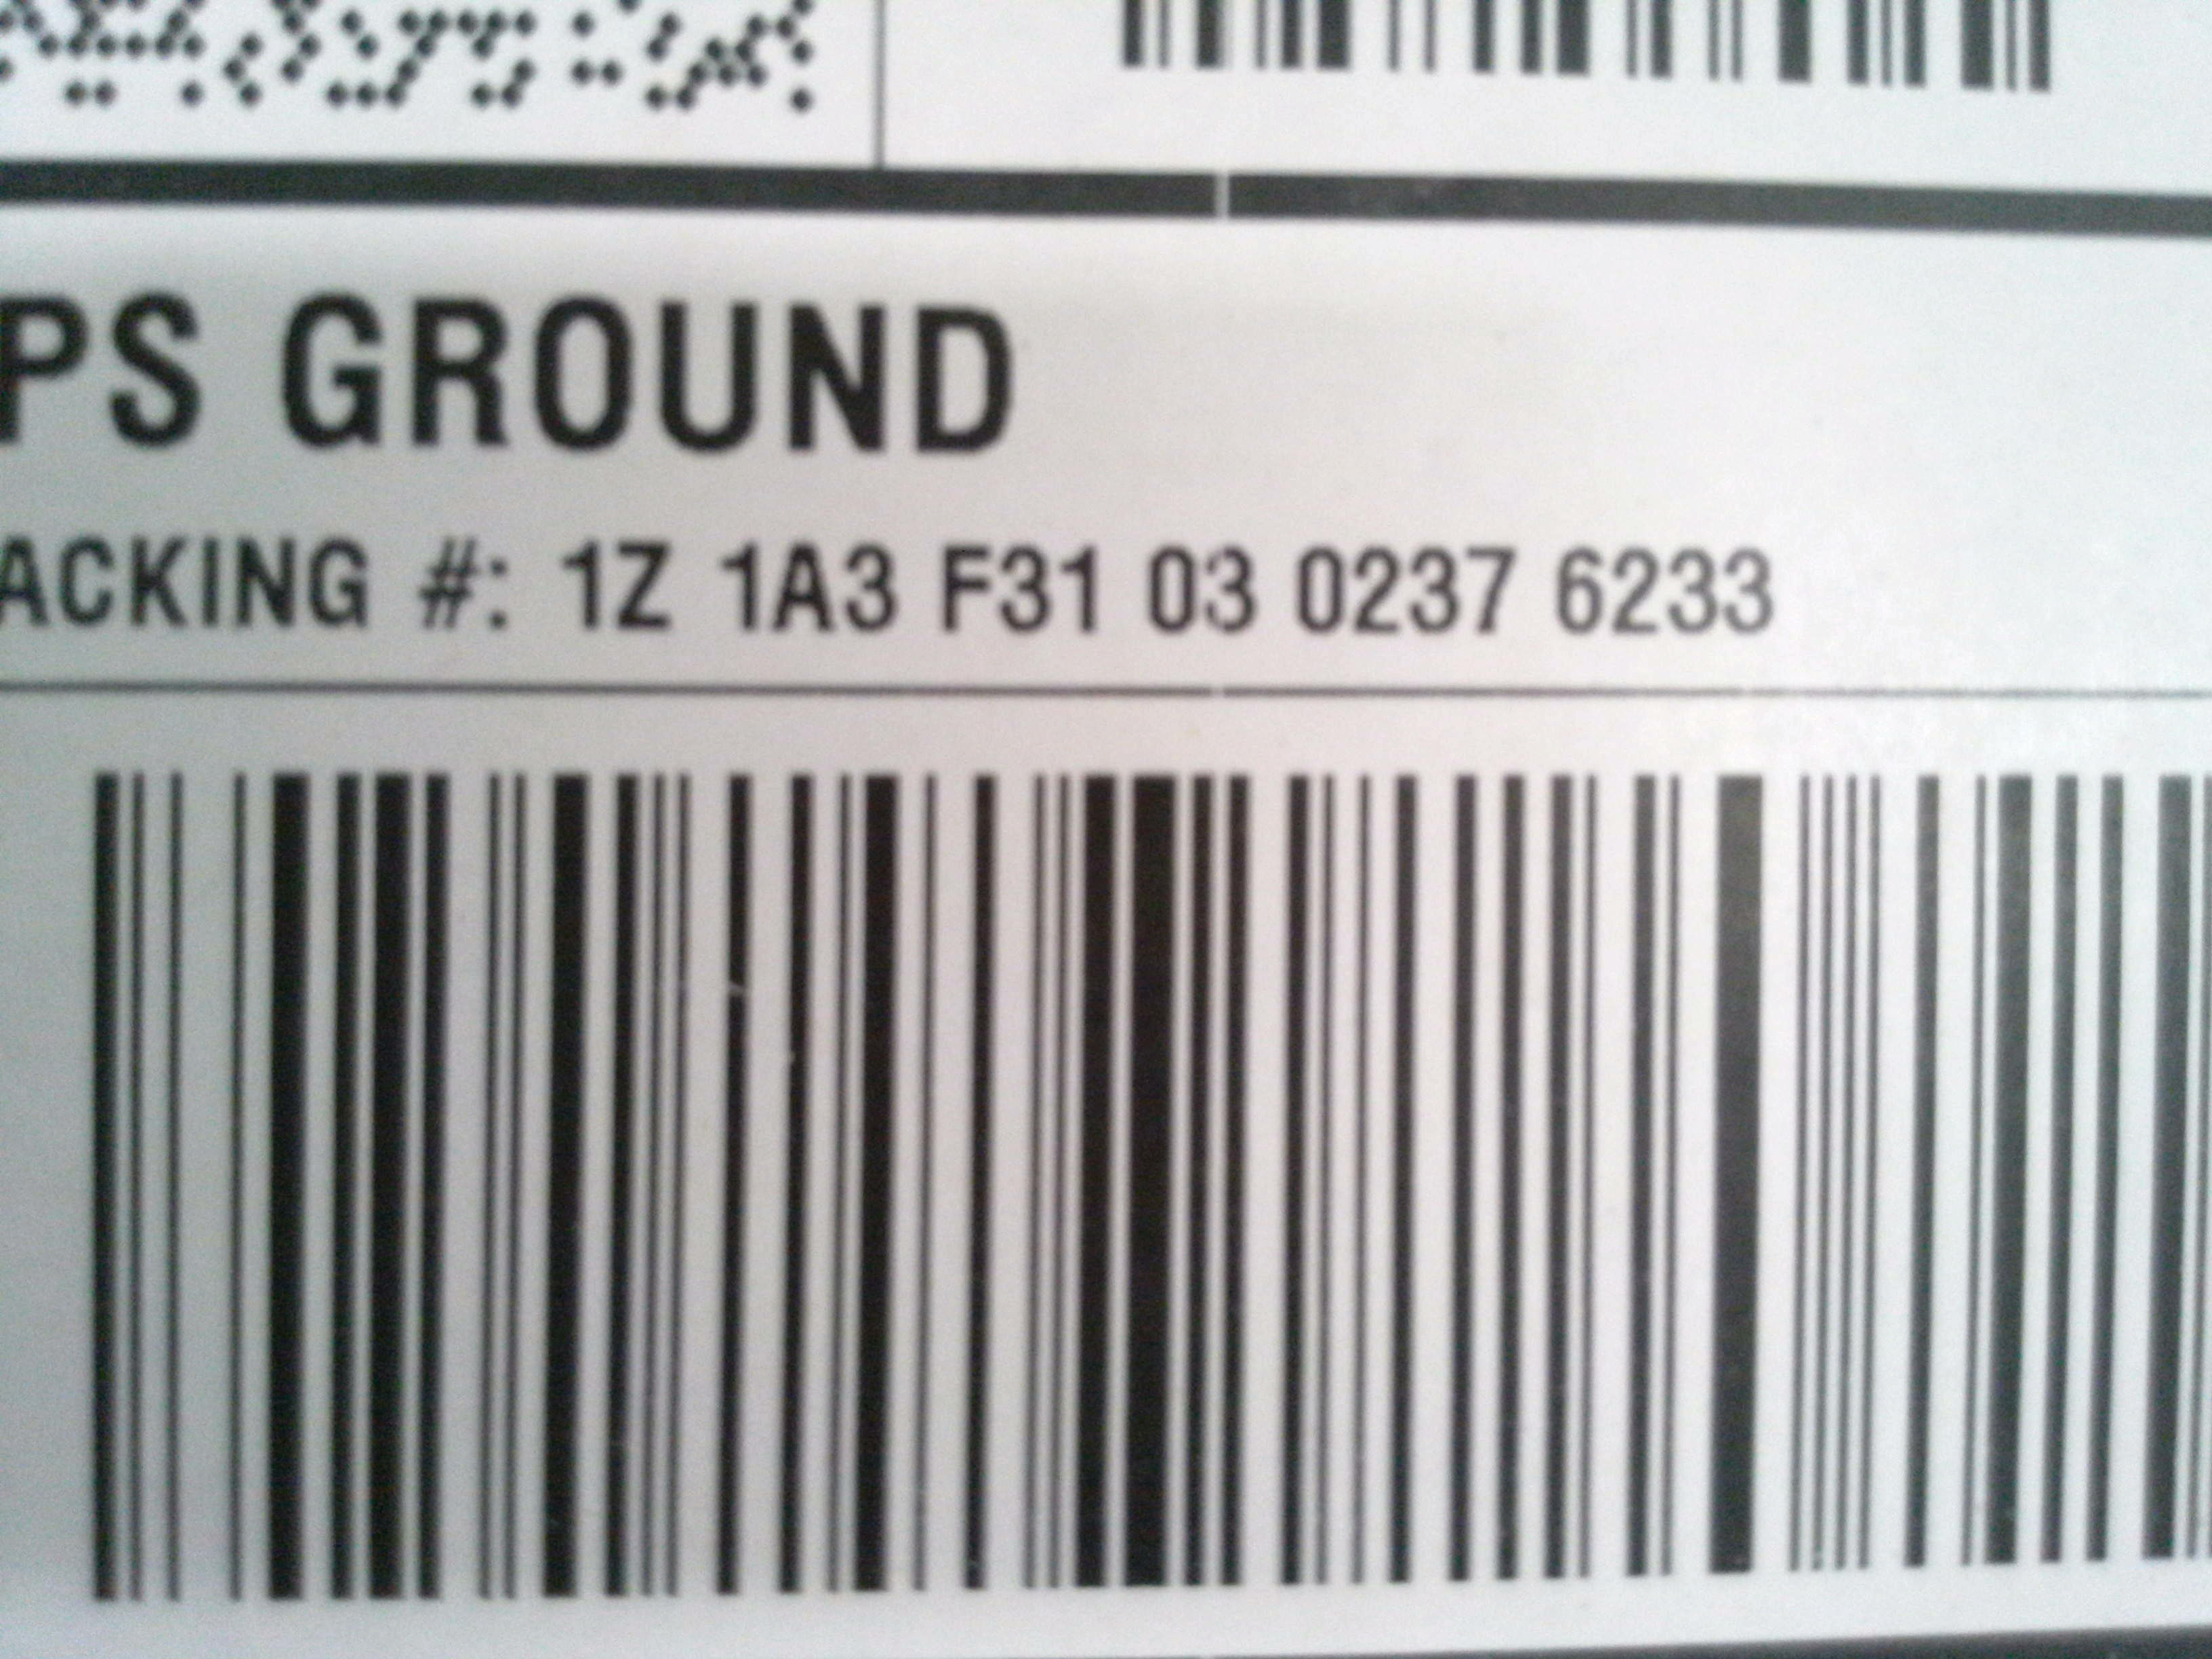 PS GROUND
ACKING #: 1Z 1A3 F31 03 0237 6233